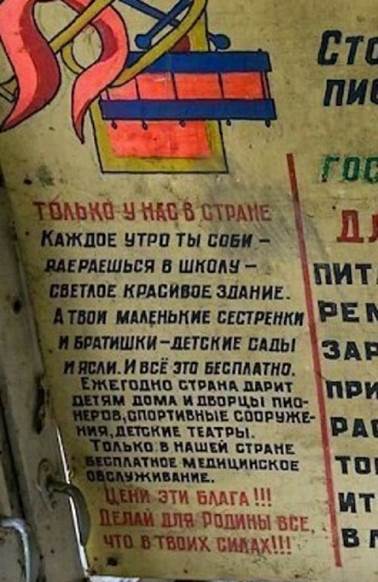 ТОЛЬКО У НАС В СТРАНЕ
КАЖДОЕ УТРО ТЫ СОБИ-
РАЕРАЕШЬСЯ В ШКОЛУ –
СВЕТЛОЕ КРАСИВОЕ ЗДАНИЕ.
А ТВОИ МАЛЕНЬКИЕ СЕСТРЕНКИ
И БРАТИШКИ – ДЕТСКИЕ САДЫ
И ЯСЛИ. И ВСЁ ЭТО БЕСПЛАТНО.
ЕЖЕГОДНО СТРАНА ДАРИТ
ДЕТЯМ ДОМА И ДВОРЦЫ ПИО-
НЕРОВ, СПОРТИВНЫЕ СООРУЖЕ-
НИЯ, ДЕТСКИЕ ТЕАТРЫ.
ТОЛЬКО В НАШЕЙ СТРАНЕ
БЕСПЛАТНОЕ МЕДИЦИНСКОЕ
ОБСЛУЖИВАНИЕ.
ЦЕНИ ЭТИ БЛАГА!!!
ДЕЛАЙ ДЛЯ РОДИНЫ ВСЕ,
ЧТО В ТВОИХ СИЛАХ!!!
СТО
ПИ
ГОС
Д
ПИТ
РЕМ
ЗАР
ПРИ
РА
ТО
ИТ
В